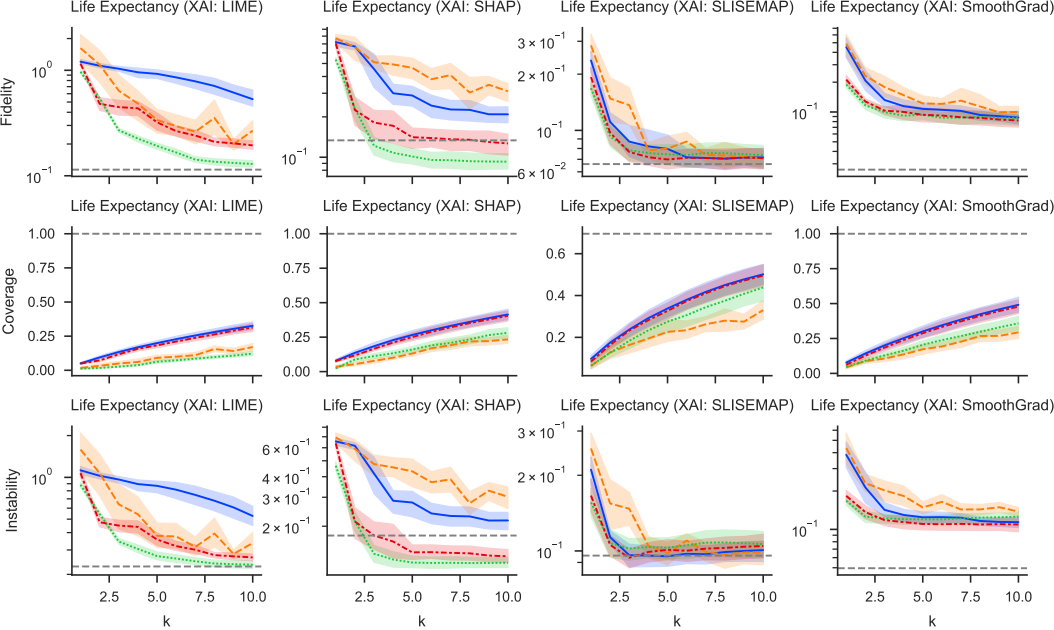 Life Expectancy (XAI: LIME)
Life Expectancy (XAI: SHAP)
Life Expectancy (XAI: SLISEMAP)
Life Expectancy (XAI: SmoothGrad)
Fidelity
10⁰
10⁻¹
10⁻¹
3 × 10⁻¹
2 × 10⁻¹
10⁻¹
6 × 10⁻²
10⁻¹
Life Expectancy (XAI: LIME)
Life Expectancy (XAI: SHAP)
Life Expectancy (XAI: SLISEMAP)
Life Expectancy (XAI: SmoothGrad)
Coverage
1.00
0.75
0.50
0.25
0.00
1.00
0.75
0.50
0.25
0.00
0.6
0.4
0.2
1.00
0.75
0.50
0.25
0.00
Life Expectancy (XAI: LIME)
Life Expectancy (XAI: SHAP)
Life Expectancy (XAI: SLISEMAP)
Life Expectancy (XAI: SmoothGrad)
Instability
10⁰
6 × 10⁻¹
4 × 10⁻¹
3 × 10⁻¹
2 × 10⁻¹
3 × 10⁻¹
2 × 10⁻¹
10⁻¹
10⁻¹
2.5 5.0 7.5 10.0
2.5 5.0 7.5 10.0
2.5 5.0 7.5 10.0
2.5 5.0 7.5 10.0
k
k
k
k